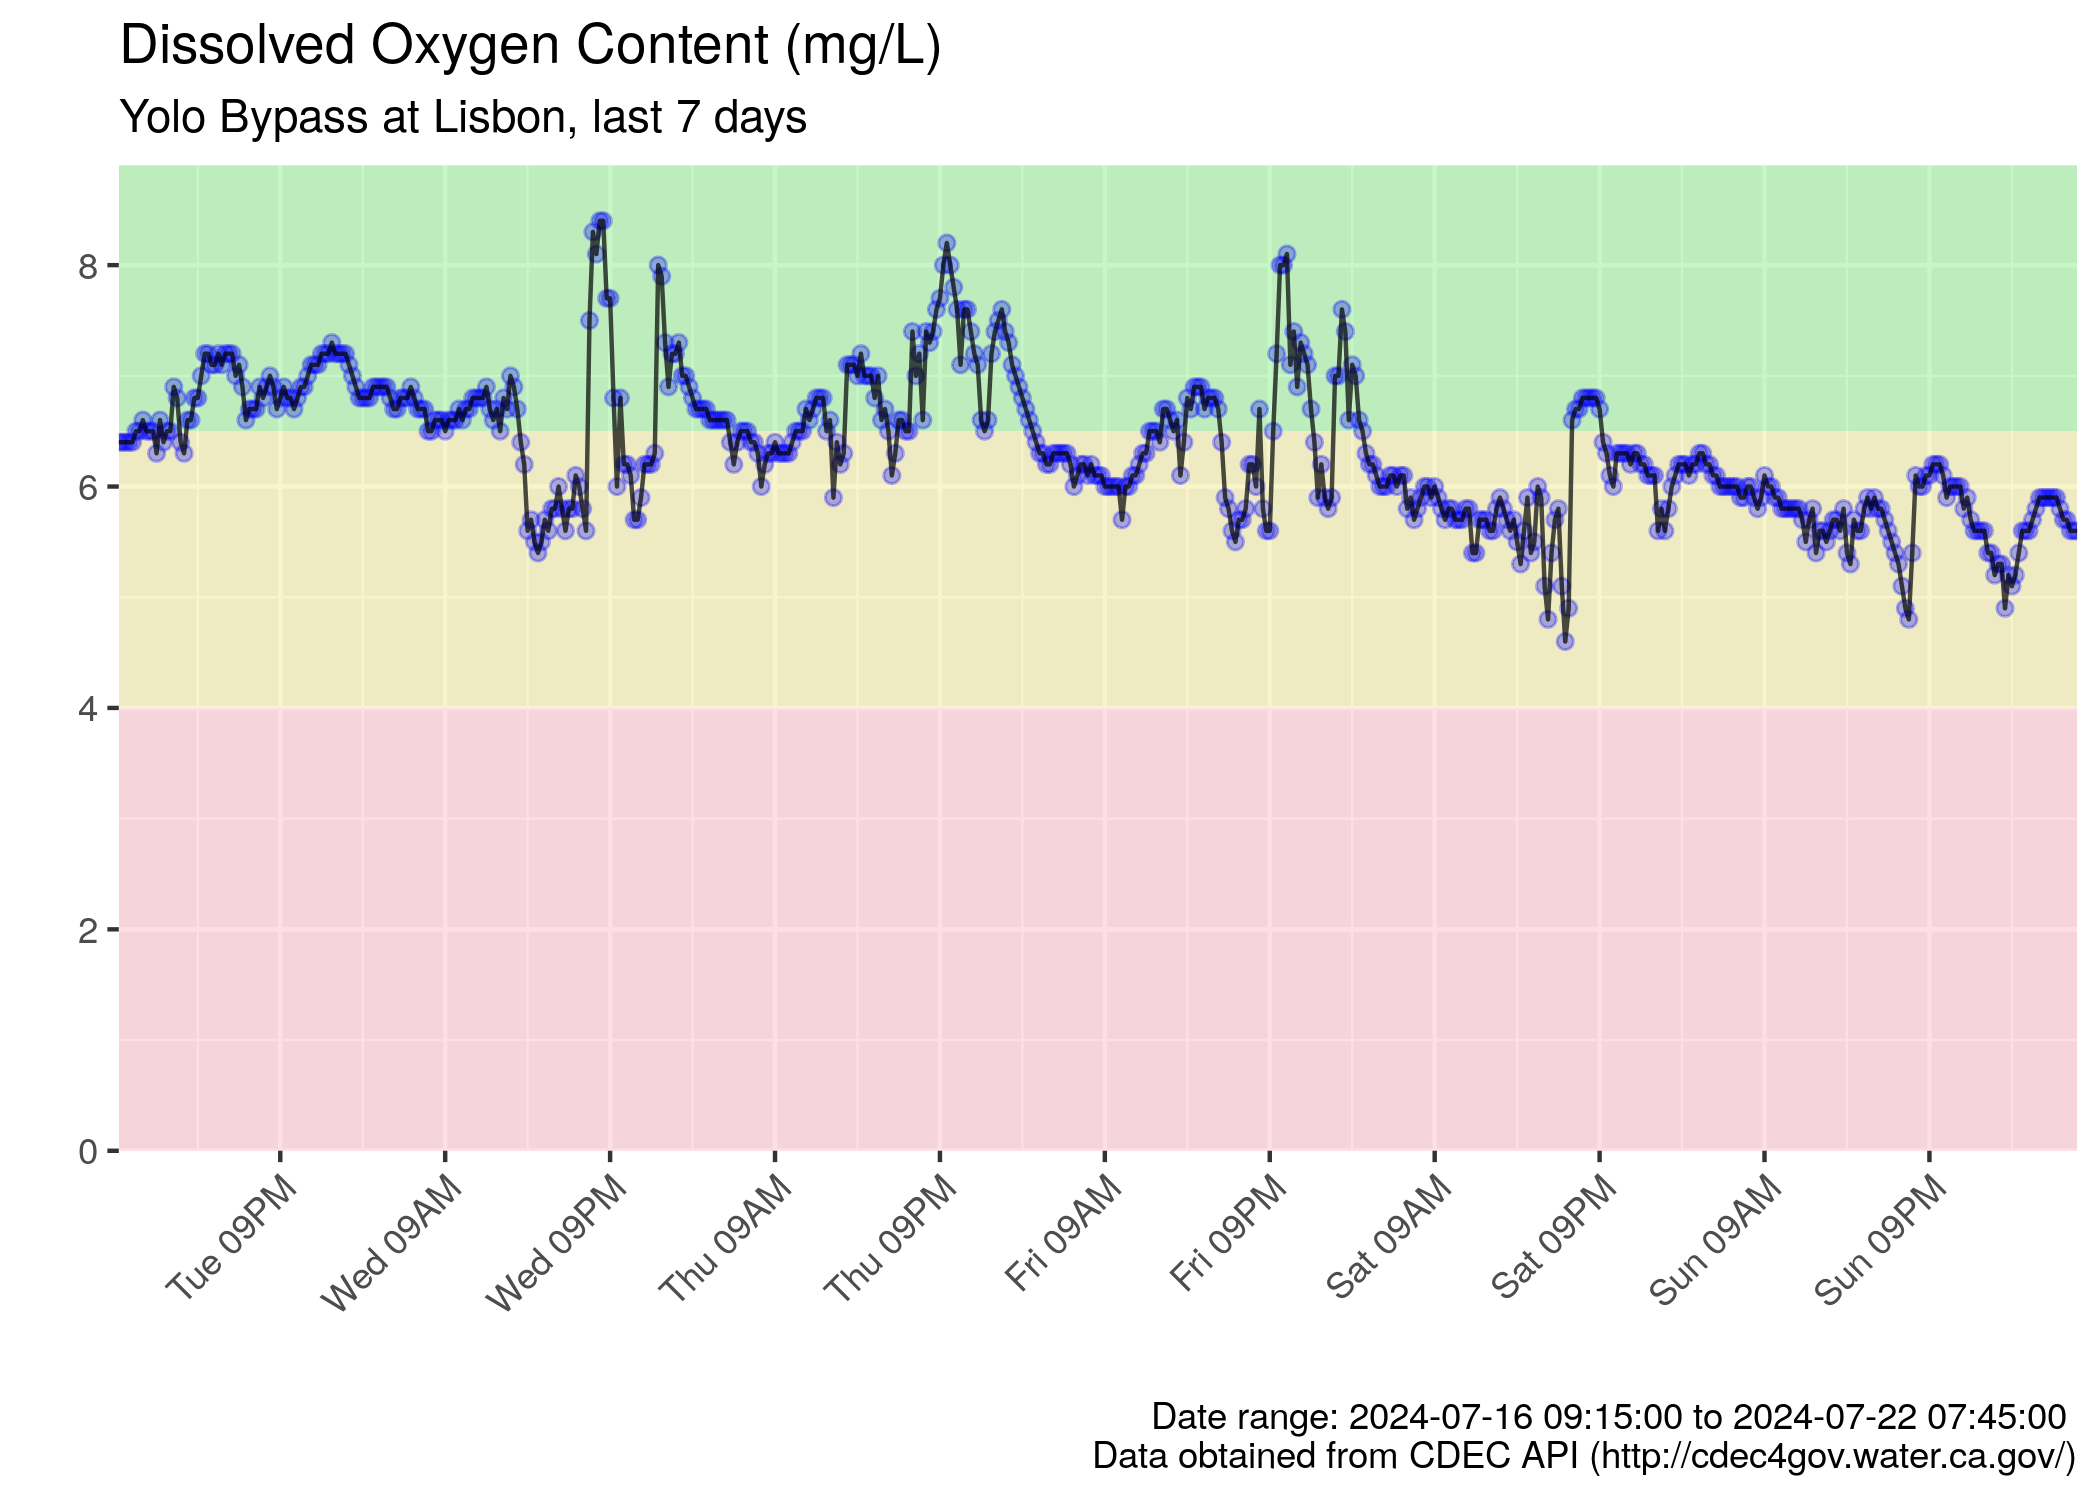 Dissolved Oxygen Content (mg/L)
Yolo Bypass at Lisbon, last 7 days
8
6
4
2
0
Tue 09PM
Wed 09AM
Wed 09PM
Thu 09AM
Thu 09PM
Fri 09AM
Fri 09PM
Sat 09AM
Sat 09PM
Sun 09AM
Sun 09PM
Date range: 2024-07-16 09:15:00 to 2024-07-22 07:45:00
Data obtained from CDEC API (http://cdec4gov.water.ca.gov/)